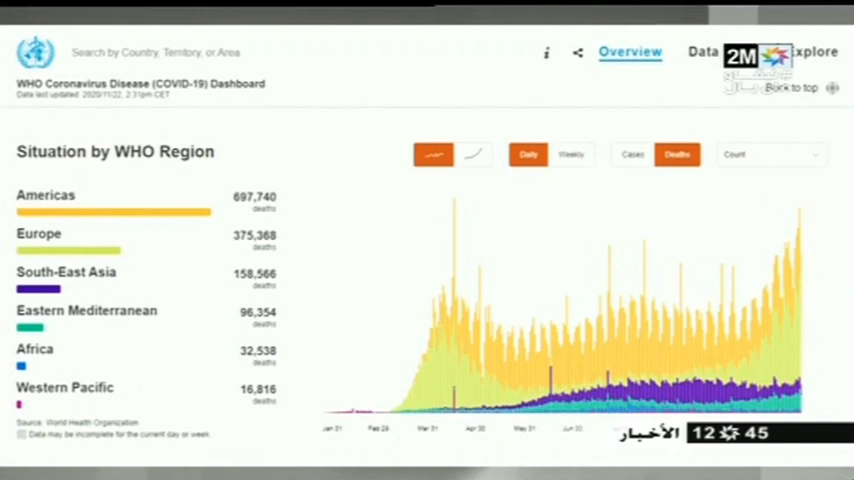 Search by Country, Territory, or Area
i
Overview
Data
2M
Explore
WHO Coronavirus Disease (COVID-19) Dashboard
Data last updated: 2020/11/22, 2:31pm CET
Back to top
Situation by WHO Region
Daily
Weekly
Cases
Deaths
Count
Americas
697,740
deaths
Europe
375,368
deaths
South-East Asia
158,566
deaths
Eastern Mediterranean
96,354
deaths
Africa
32,538
deaths
Western Pacific
16,816
deaths
Source: World Health Organization
Data may be incomplete for the current day or week.
Jan 31
Feb 29
Mar 31
Apr 30
May 31
Jun 30
الأخبار
12 45